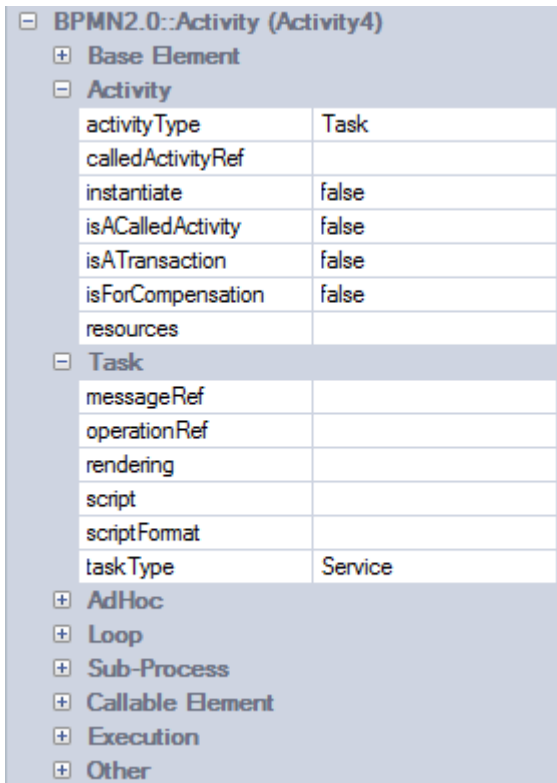 BPMN2.0::Activity (Activity4)
Base Element
Activity
activityType Task
calledActivityRef
instantiate false
isACalledActivity false
isATransaction false
isForCompensation false
resources
Task
messageRef
operationRef
rendering
script
scriptFormat
taskType Service
AdHoc
Loop
Sub-Process
Callable Element
Execution
Other